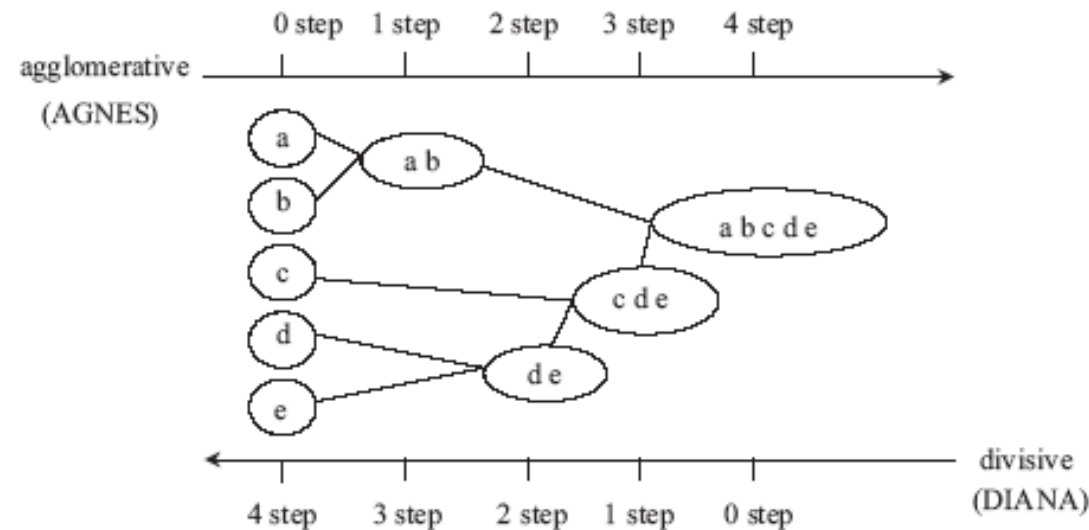 0 step 1 step 2 step 3 step 4 step
agglomerative
(AGNES)
a
a b
b
a b c d e
c
c d e
d
d e
e
divisive
(DIANA)
4 step 3 step 2 step 1 step 0 step